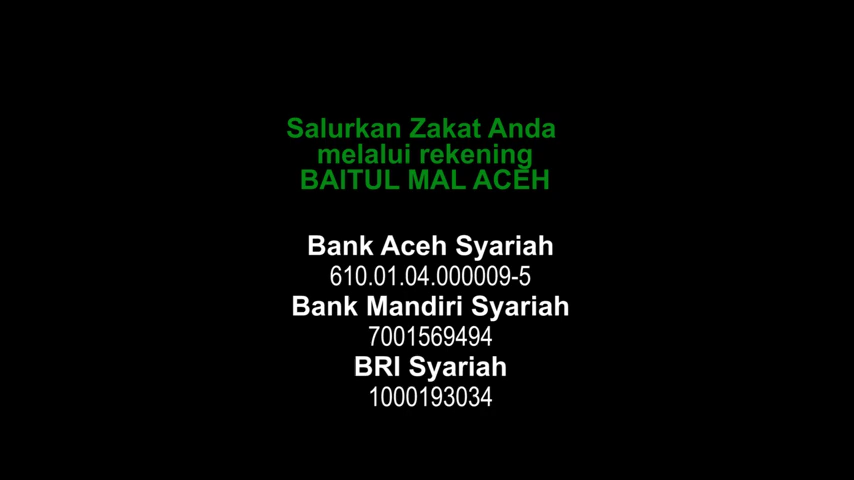 Salurkan Zakat Anda
melalui rekening
BAITUL MAL ACEH
Bank Aceh Syariah
610.01.04.000009-5
Bank Mandiri Syariah
7001569494
BRI Syariah
1000193034